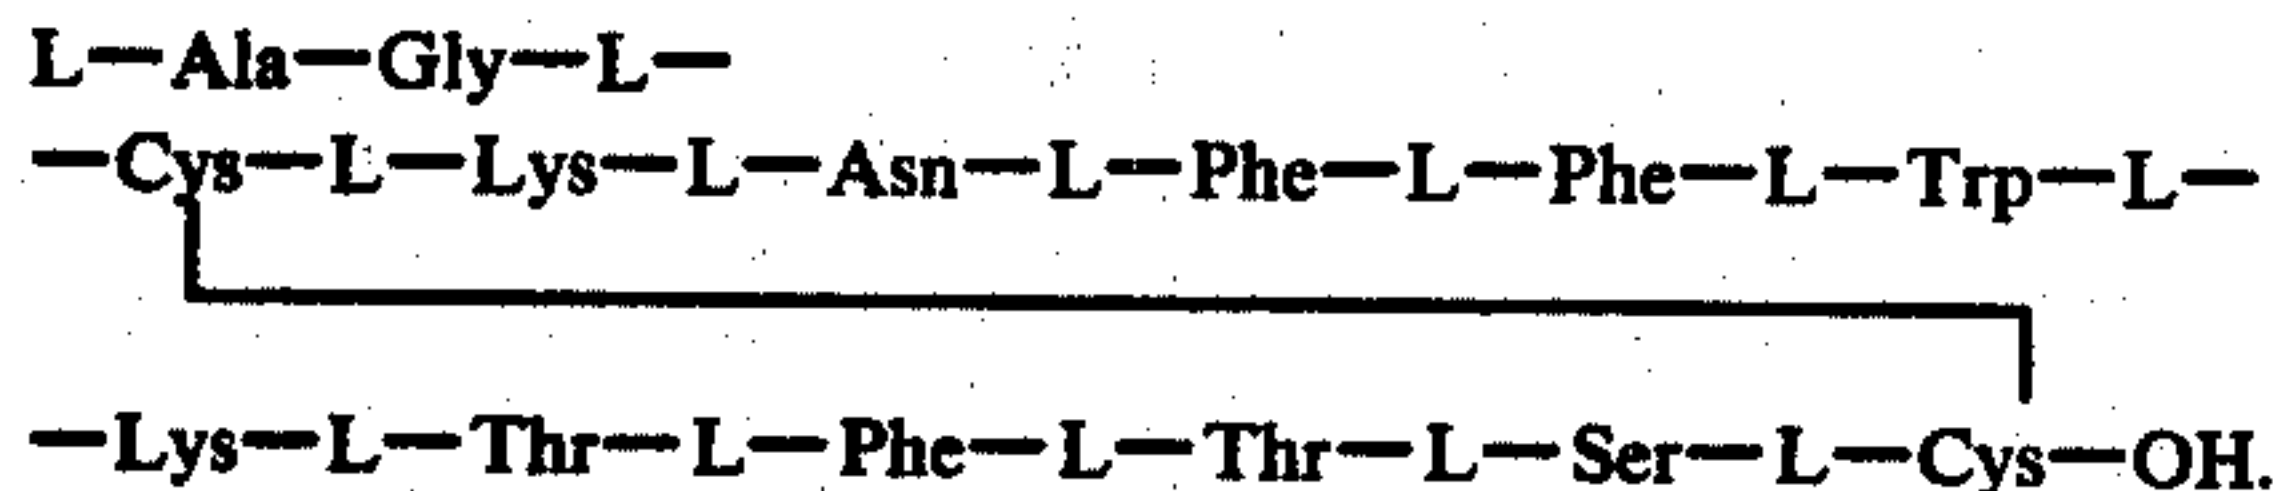 L—Ala—Gly—L—
—Cys—L—Lys—L—Asn—L—Phe—L—Phe—L—Trp—L—
—Lys—L—Thr—L—Phe—L—Thr—L—Ser—L—Cys—OH.